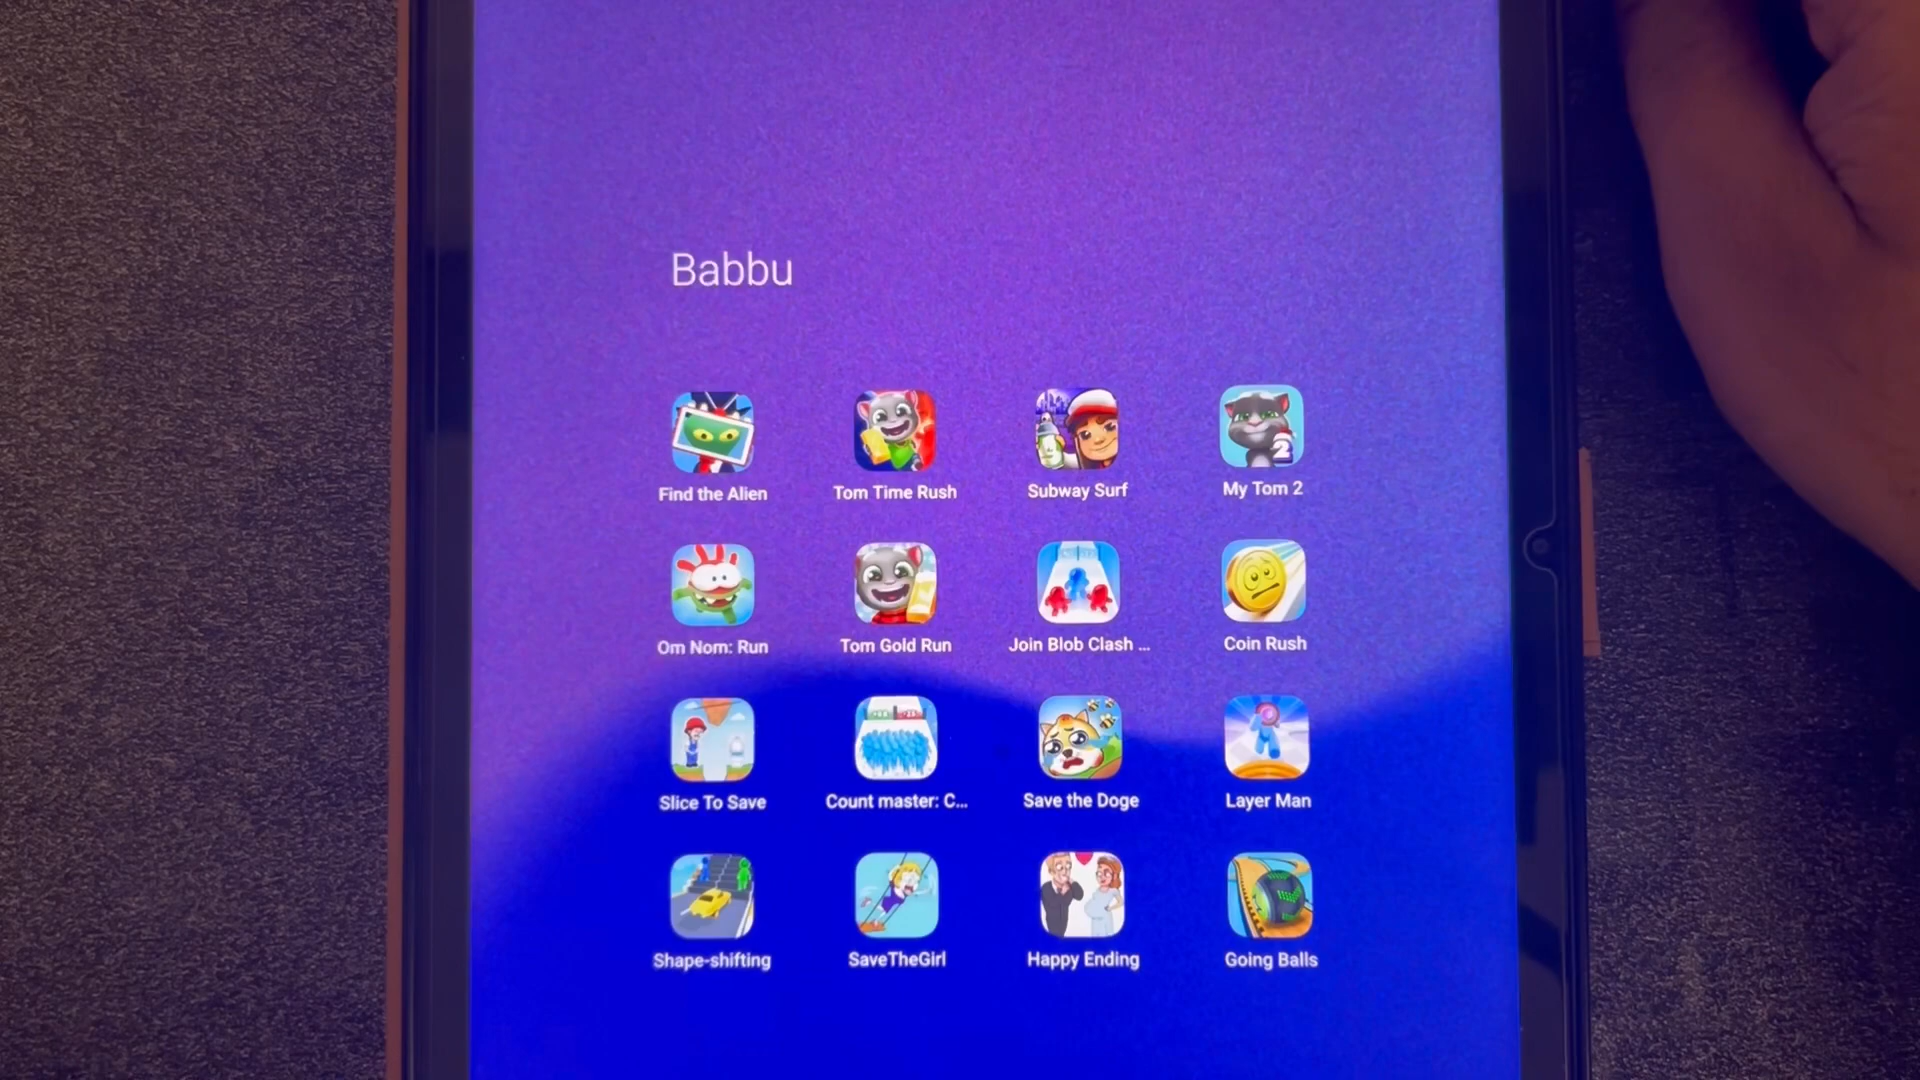 Babbu
Find the Alien
Tom Time Rush
Subway Surf
My Tom 2
Om Nom: Run
Tom Gold Run
Join Blob Clash ...
Coin Rush
Slice To Save
Count master: C...
Save the Doge
Layer Man
Shape-shifting
SaveTheGirl
Happy Ending
Going Balls